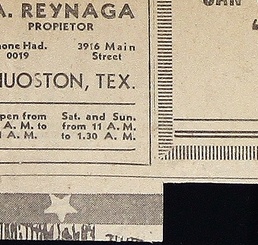 A. REYNAGA
PROPIETOR
one Had. 3916 Main
0019 Street
HUOSTON, TEX.
pen from Sat. and Sun.
A. M. to from 11 A. M.
A. M. to 1.30 A. M.